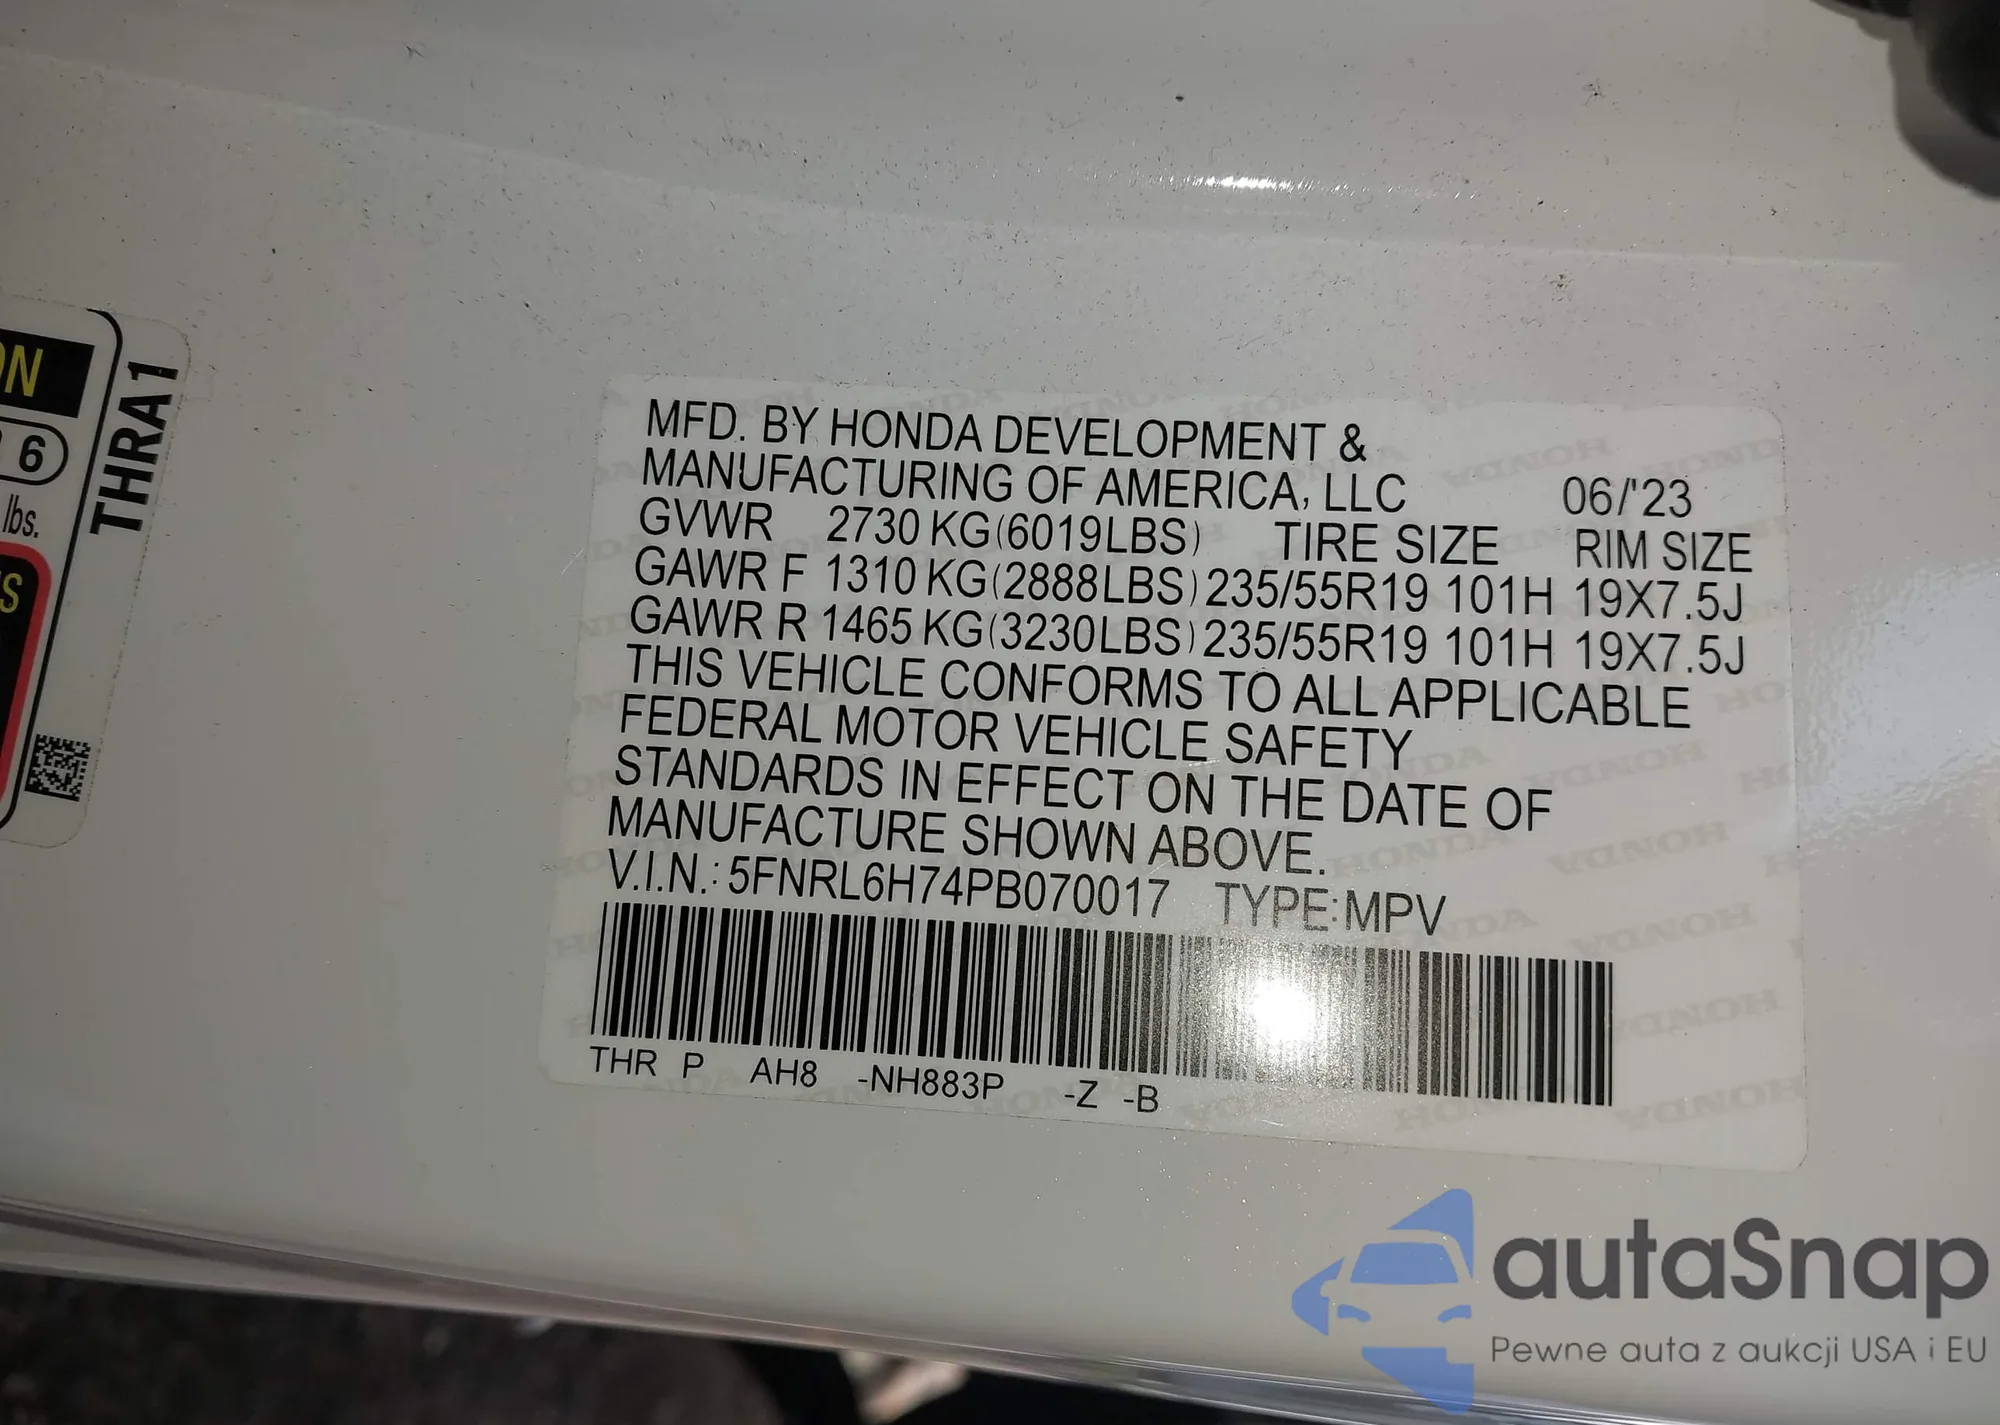 ON
6
lbs.
S
THRA1
MFD. BY HONDA DEVELOPMENT &
MANUFACTURING OF AMERICA, LLC 06/'23
GVWR 2730 KG(6019LBS) TIRE SIZE RIM SIZE
GAWR F 1310 KG(2888LBS) 235/55R19 101H 19X7.5J
GAWR R 1465 KG(3230LBS) 235/55R19 101H 19X7.5J
THIS VEHICLE CONFORMS TO ALL APPLICABLE
FEDERAL MOTOR VEHICLE SAFETY
STANDARDS IN EFFECT ON THE DATE OF
MANUFACTURE SHOWN ABOVE.
V.I.N.: 5FNRL6H74PB070017 TYPE:MPV
THR P AH8 -NH883P -Z -B
autaSnap
Pewne auta z aukcji USA i EU